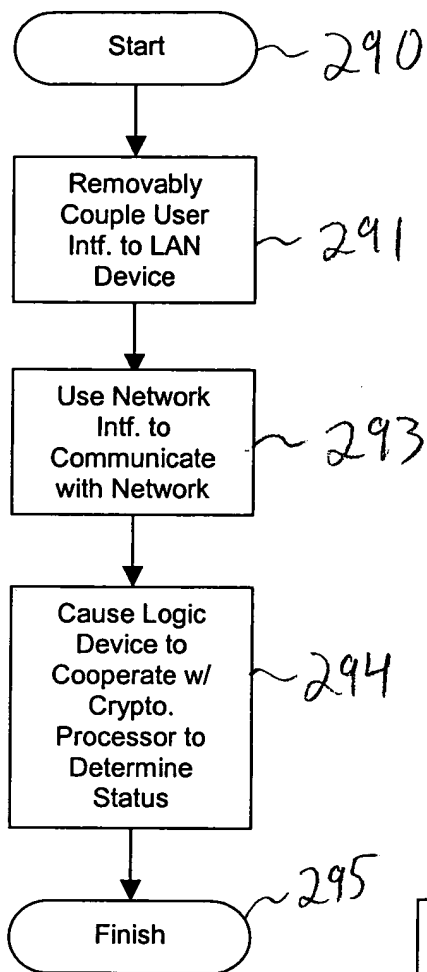 Start
290
Removably
Couple User
Intf. to LAN
Device
291
Use Network
Intf. to
Communicate
with Network
293
Cause Logic
Device to
Cooperate w/
Crypto.
Processor to
Determine
Status
294
295
Finish